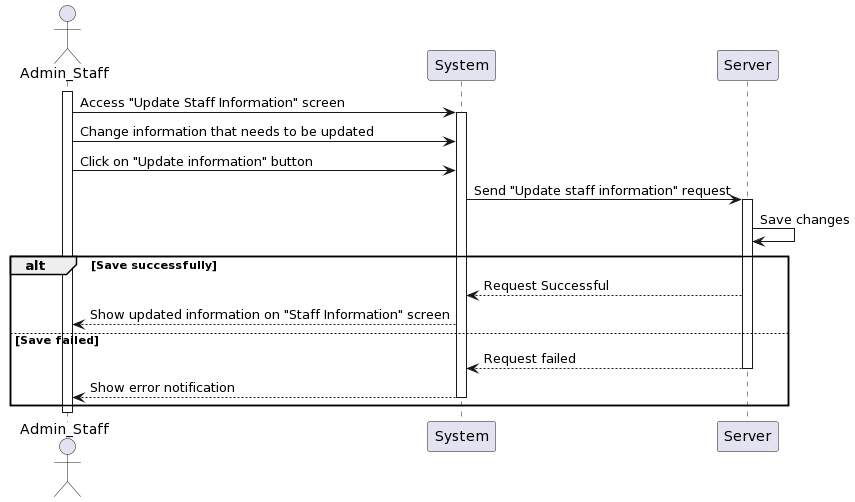 Admin_Staff
System
Server
Access "Update Staff Information" screen
Change information that needs to be updated
Click on "Update information" button
Send "Update staff information" request
Save changes
alt
[Save successfully]
Request Successful
Show updated information on "Staff Information" screen
[Save failed]
Request failed
Show error notification
Admin_Staff
System
Server